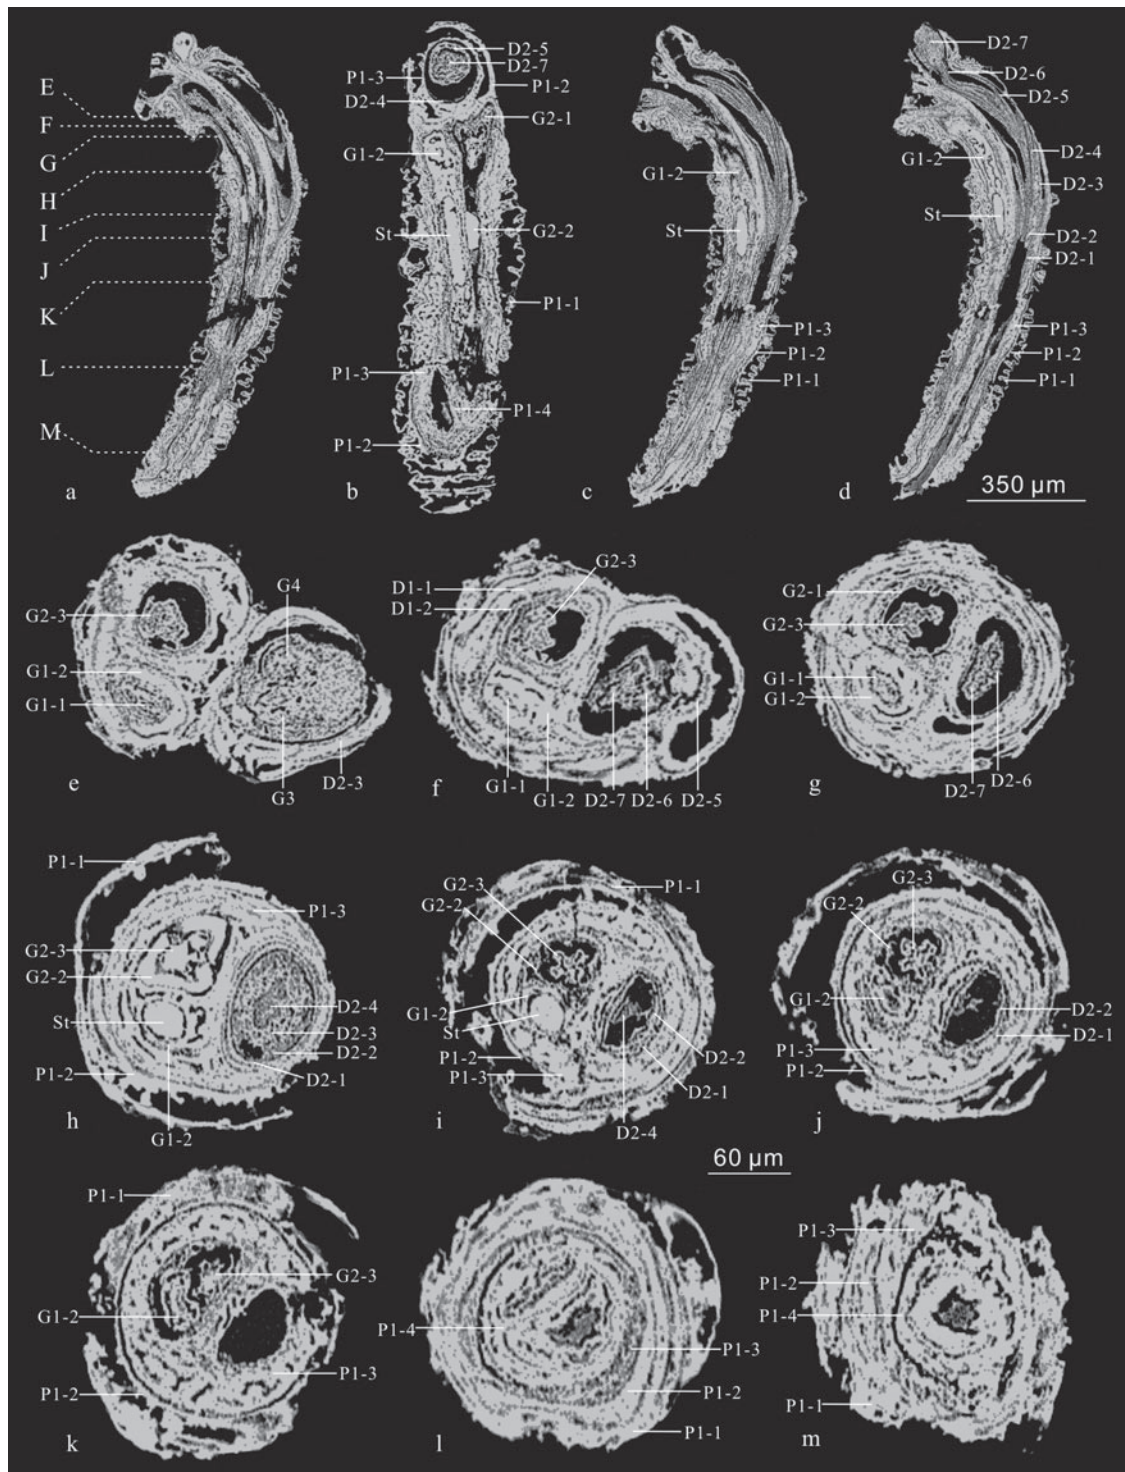 E
F
G
H
I
J
K
L
M
a
D2-5
D2-7
P1-3
P1-2
D2-4
G2-1
G1-2
St
G2-2
P1-1
P1-3
P1-4
P1-2
b
G1-2
St
P1-3
P1-2
P1-1
c
D2-7
D2-6
D2-5
D2-4
G1-2
D2-3
St
D2-2
D2-1
P1-3
P1-2
P1-1
d
350 μm
G4
G2-3
G1-2
G1-1
D2-3
G3
e
G2-3
D1-1
D1-2
G1-1
G1-2
D2-7
D2-6
D2-5
f
G2-1
G2-3
G1-1
G1-2
D2-6
D2-7
g
P1-1
P1-3
G2-3
G2-2
D2-4
St
D2-3
D2-2
P1-2
D2-1
G1-2
h
G2-3
P1-1
G2-2
G1-2
St
P1-2
D2-2
P1-3
D2-1
D2-4
i
G2-3
G2-2
G1-2
D2-2
D2-1
P1-3
P1-2
j
60 μm
P1-1
G2-3
G1-2
P1-3
P1-2
k
P1-4
P1-3
P1-2
P1-1
l
P1-3
P1-2
P1-4
P1-1
m